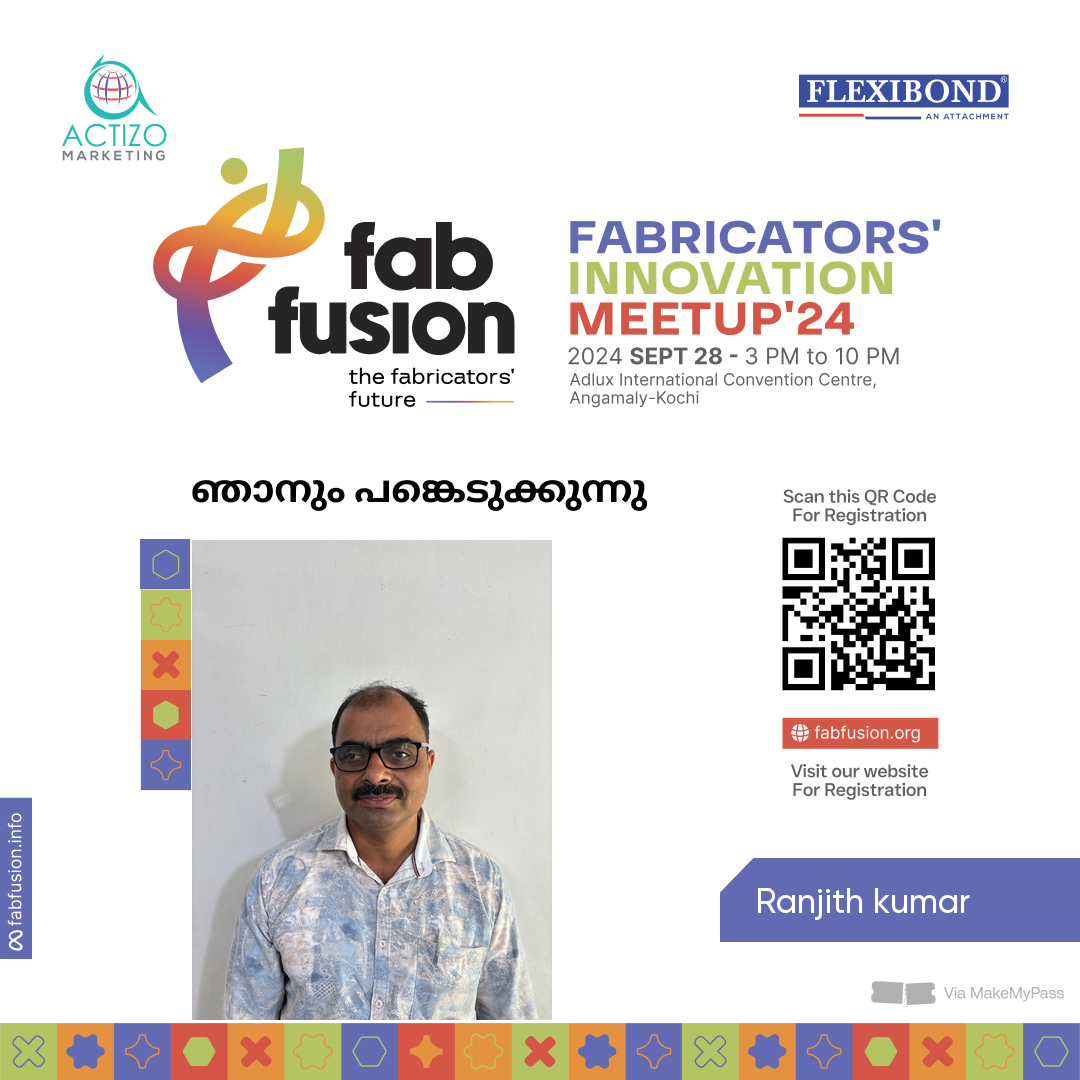 ACTIZO
MARKETING
FLEXIBOND®
AN ATTACHMENT
fab
fusion
the fabricators'
future
FABRICATORS'
INNOVATION
MEETUP'24
2024 SEPT 28 - 3 PM to 10 PM
Adlux International Convention Centre,
Angamaly-Kochi
ഞാനും പങ്കെടുക്കുന്നു
Scan this QR Code
For Registration
fabfusion.org
Visit our website
For Registration
fabfusion.info
Ranjith kumar
Via MakeMyPass